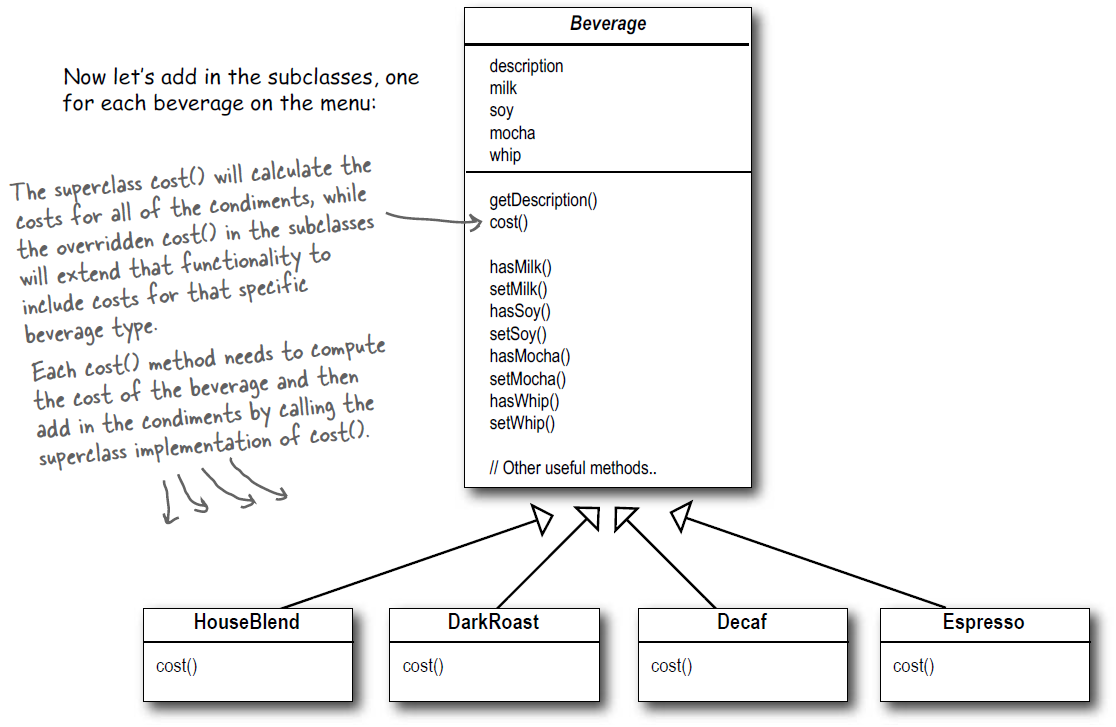 Beverage
Now let's add in the subclasses, one
for each beverage on the menu:
The superclass cost() will calculate the
costs for all of the condiments, while
the overridden cost() in the subclasses
will extend that functionality to
include costs for that specific
beverage type.
Each cost() method needs to compute
the cost of the beverage and then
add in the condiments by calling the
superclass implementation of cost().
description
milk
soy
mocha
whip
getDescription()
cost()
hasMilk()
setMilk()
hasSoy()
setSoy()
hasMocha()
setMocha()
hasWhip()
setWhip()
// Other useful methods..
HouseBlend
cost()
DarkRoast
cost()
Decaf
cost()
Espresso
cost()